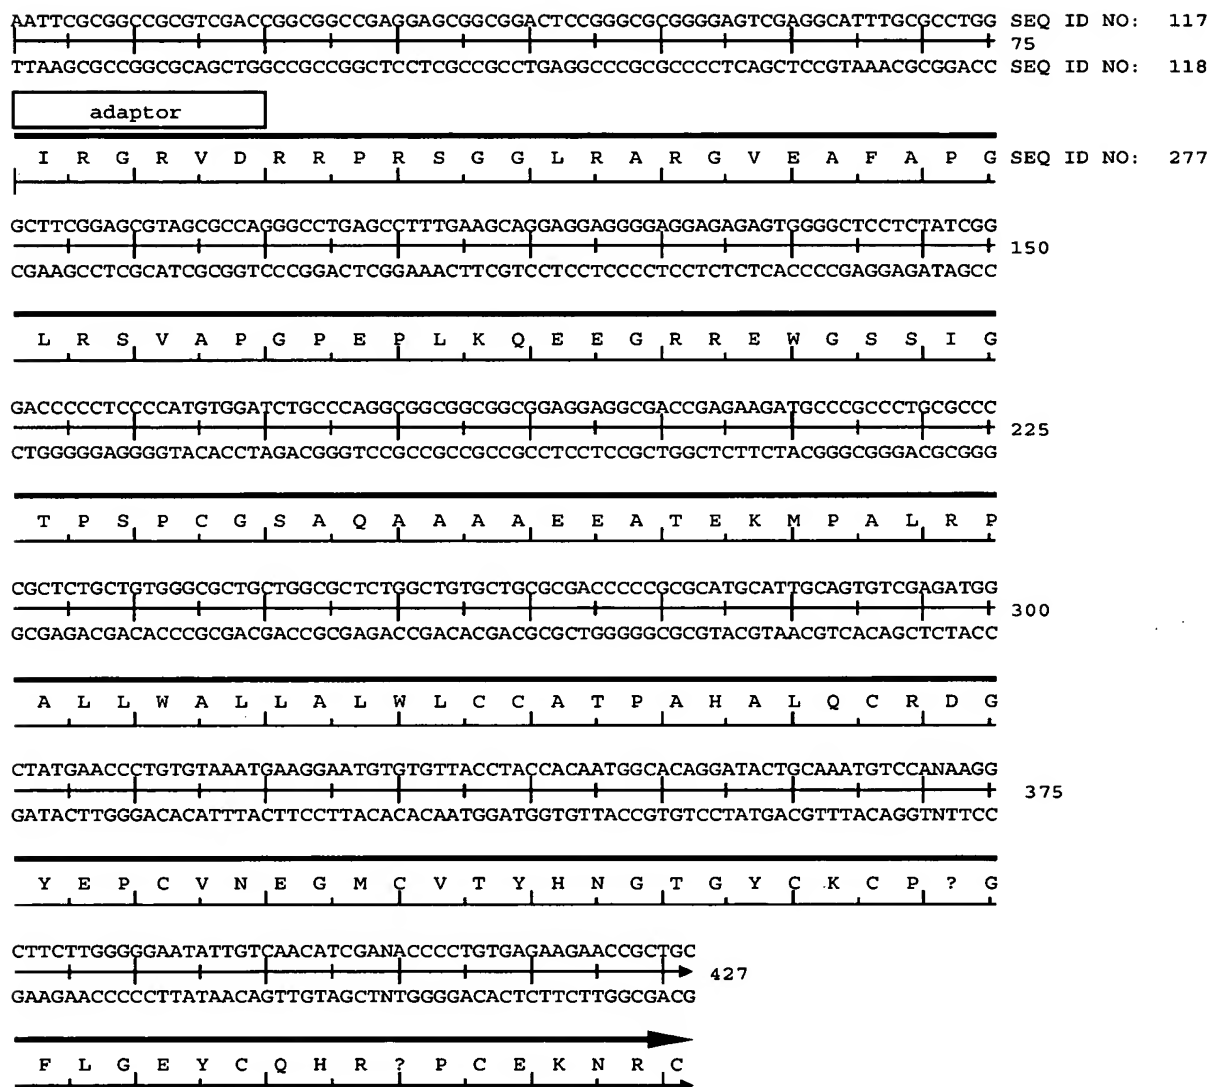 AATTCGCGGCCGCGTCGACCGGCGGCCGAGGAGCGGCGGACTCCGGGCGCGGGGAGTCGAGGCATTTGCGCCTGG SEQ ID NO: 117
75
TTAAGCGCCGGCGCAGCTGGCCGCCGGCTCCTCGCCGCCTGAGGCCCGCGCCCCTCAGCTCCGTAAACGCGGACC SEQ ID NO: 118
adaptor
I R G R V D R R P R S G G L R A R G V E A F A P G SEQ ID NO: 277
GCTTCGGAGCGTAGCGCCAGGGCCTGAGCCTTTGAAGCAGGAGGAGGGGAGGAGAGAGTGGGGCTCCTCTATCGG
150
CGAAGCCTCGCATCGCGGTCCCGGACTCGGAAACTTCGTCCTCCTCCCCTCCTCTCTCACCCCGAGGAGATAGCC
L R S V A P G P E P L K Q E E G R R E W G S S I G
GACCCCCTCCCCATGTGGATCTGCCCAGGCGGCGGCGGCGGAGGAGGCGACCGAGAAGATGCCCGCCCTGCGCCC
225
CTGGGGGAGGGGTACACCTAGACGGGTCCGCCGCCGCCGCCTCCTCCGCTGGCTCTTCTACGGGCGGGACGCGGG
T P S P C G S A Q A A A A E E A T E K M P A L R P
CGCTCTGCTGTGGGCGCTGCTGGCGCTCTGGCTGTGCTGCGCGACCCCCGCGCATGCATTGCAGTGTCGAGATGG
300
GCGAGACGACACCCGCGACGACCGCGAGACCGACACGACGCGCTGGGGGCGCGTACGTAACGTCACAGCTCTACC
A L L W A L L A L W L C C A T P A H A L Q C R D G
CTATGAACCCTGTGTAAATGAAGGAATGTGTGTTACCTACCACAATGGCACAGGATACTGCAAATGTCCANAAGG
375
GATACTTGGGACACATTTACTTCCTTACACACAATGGATGGTGTTACCGTGTCCTATGACGTTTACAGGTNTTCC
Y E P C V N E G M C V T Y H N G T G Y C K C P ? G
CTTCTTGGGGGAATATTGTCAACATCGANACCCCTGTGAGAAGAACCGCTGC
427
GAAGAACCCCCTTATAACAGTTGTAGCTNTGGGGACACTCTTCTTGGCGACG
F L G E Y C Q H R ? P C E K N R C